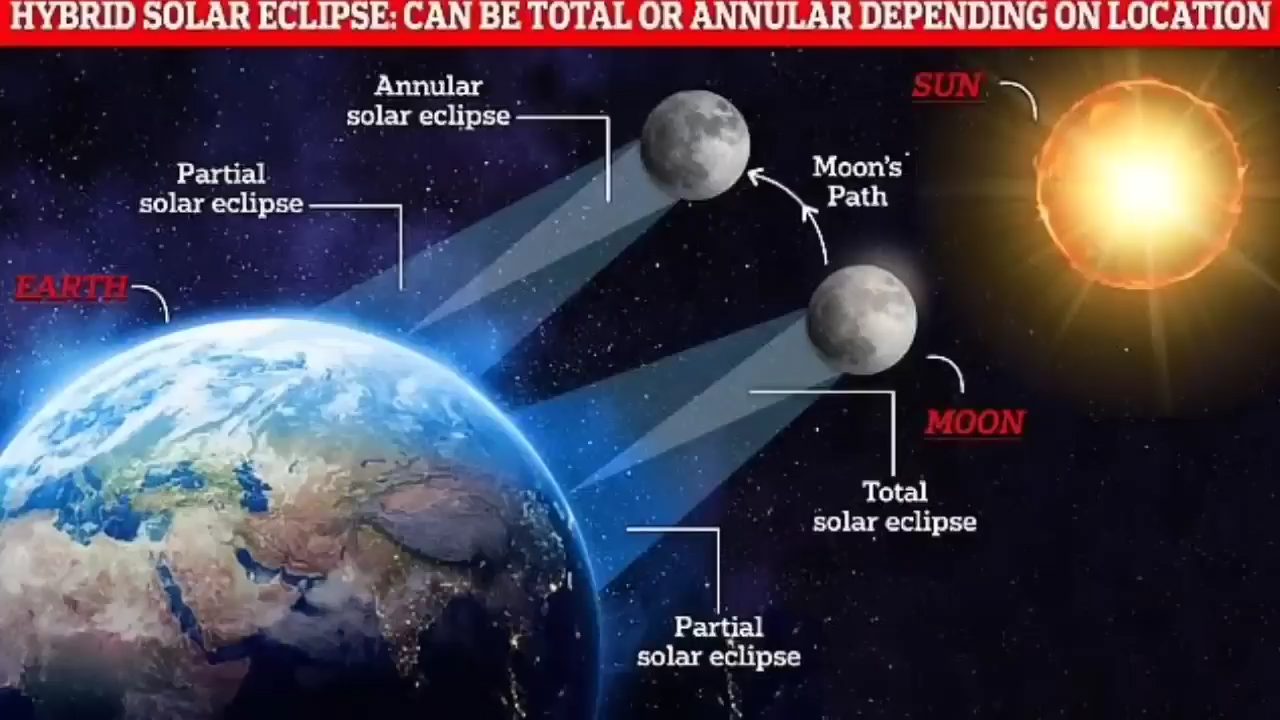 HYBRID SOLAR ECLIPSE: CAN BE TOTAL OR ANNULAR DEPENDING ON LOCATION
Annular
solar eclipse
SUN
Partial
solar eclipse
Moon's
Path
EARTH
MOON
Total
solar eclipse
Partial
solar eclipse